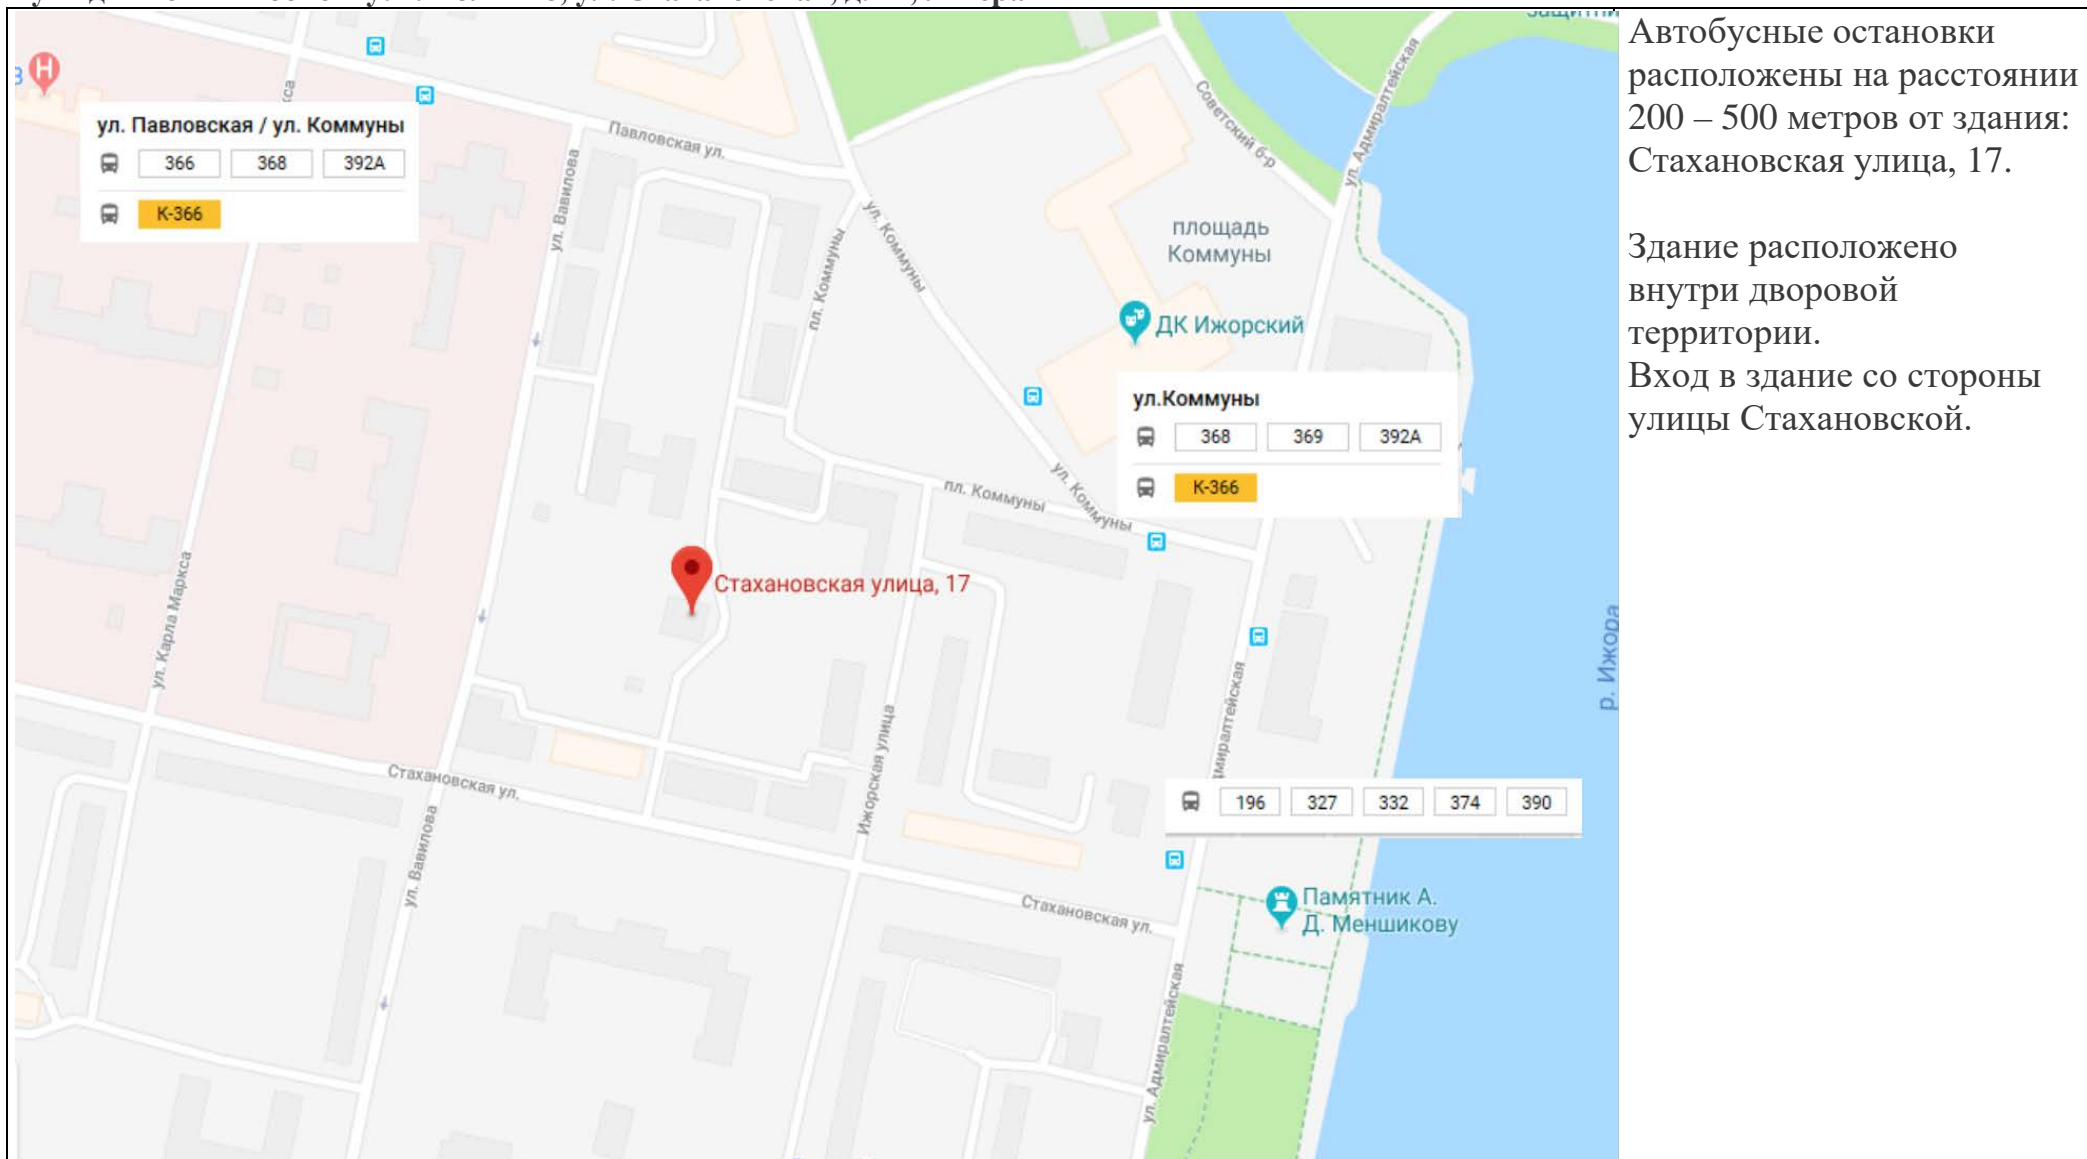 защитни
В
ул. Павловская / ул. Коммуны
366 368 392А
К-366
Павловская ул.
ул. Вавилова
ул. Коммуны
пл. Коммуны
Советский б-р
ул. Адмиралтейская
площадь
Коммуны
ДК Ижорский
ул.Коммуны
368 369 392А
К-366
пл. Коммуны
ул. Коммуны
Стахановская улица, 17
ул. Карла Маркса
р. Ижора
Ижорская улица
Стахановская ул.
196 327 332 374 390
ул. Вавилова
Памятник А.
Д. Меншикову
Стахановская ул.
ул. Адмиралтейская
Автобусные остановки
расположены на расстоянии
200 – 500 метров от здания:
Стахановская улица, 17.
Здание расположено
внутри дворовой
территории.
Вход в здание со стороны
улицы Стахановской.